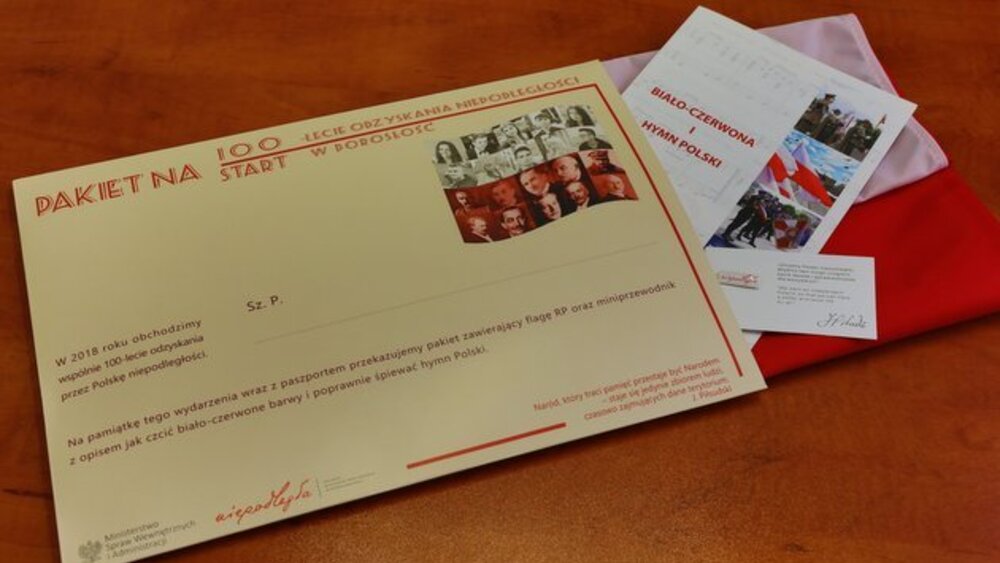 PAKIET NA START W DOROSŁOŚĆ
100 -LECIE ODZYSKANIA NIEPODLEGŁOŚCI
Sz. P.
W 2018 roku obchodzimy
wspólnie 100-lecie odzyskania
przez Polskę niepodległości.
Na pamiątkę tego wydarzenia wraz z paszportem przekazujemy pakiet zawierający flagę RP oraz miniprzewodnik
z opisem jak czcić biało-czerwone barwy i poprawnie śpiewać hymn Polski.
Naród, który traci pamięć przestaje być Narodem
– staje się jedynie zbiorem ludzi,
czasowo zajmujących dane terytorium.
J. Piłsudski
Ministerstwo
Spraw Wewnętrznych
i Administracji
niepodległa
BIAŁO-CZERWONA
I
HYMN POLSKI
niepodległa